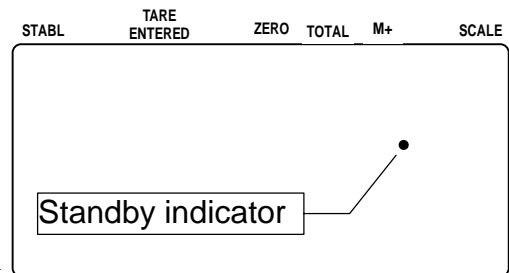 STABL TARE ENTERED ZERO TOTAL M+ SCALE
Standby indicator